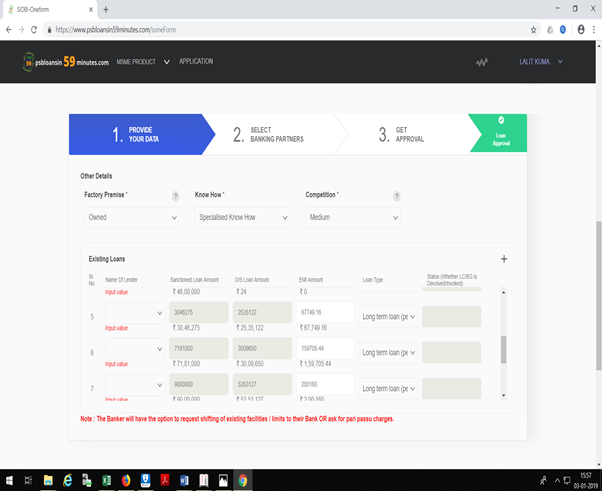 SIDBI-Oneform
https://www.psbloansin59minutes.com/soneForm
psbloansin 59 minutes.com MSME PRODUCT APPLICATION LALIT KUMA...
1. PROVIDE YOUR DATA
2. SELECT BANKING PARTNERS
3. GET APPROVAL
Loan Approval
Other Details
Factory Premise * ? Know How * Competition * ?
Owned Specialised Know How Medium
Existing Loans +
Sr No. Name Of Lender Sanctioned Loan Amount O/S Loan Amount EMI Amount Loan Type Status (Whether LC/BG Is Devolved/Invoked)
Input value ₹ 46,00,000 ₹ 24 ₹ 0
5 3046275 2535122 67749.16 Long term loan (pe
Input value ₹ 30,46,275 ₹ 25,35,122 ₹ 67,749.16
6 7181000 3009650 159705.44 Long term loan (pe
Input value ₹ 71,81,000 ₹ 30,09,650 ₹ 1,59,705.44
7 9000000 5353127 200160 Long term loan (pe
Input value ₹ 90,00,000 ₹ 53,53,127 ₹ 2,00,160
Note : The Banker will have the option to request shifting of existing facilities / limits to their Bank OR ask for pari passu charges.
15:57
03-01-2019